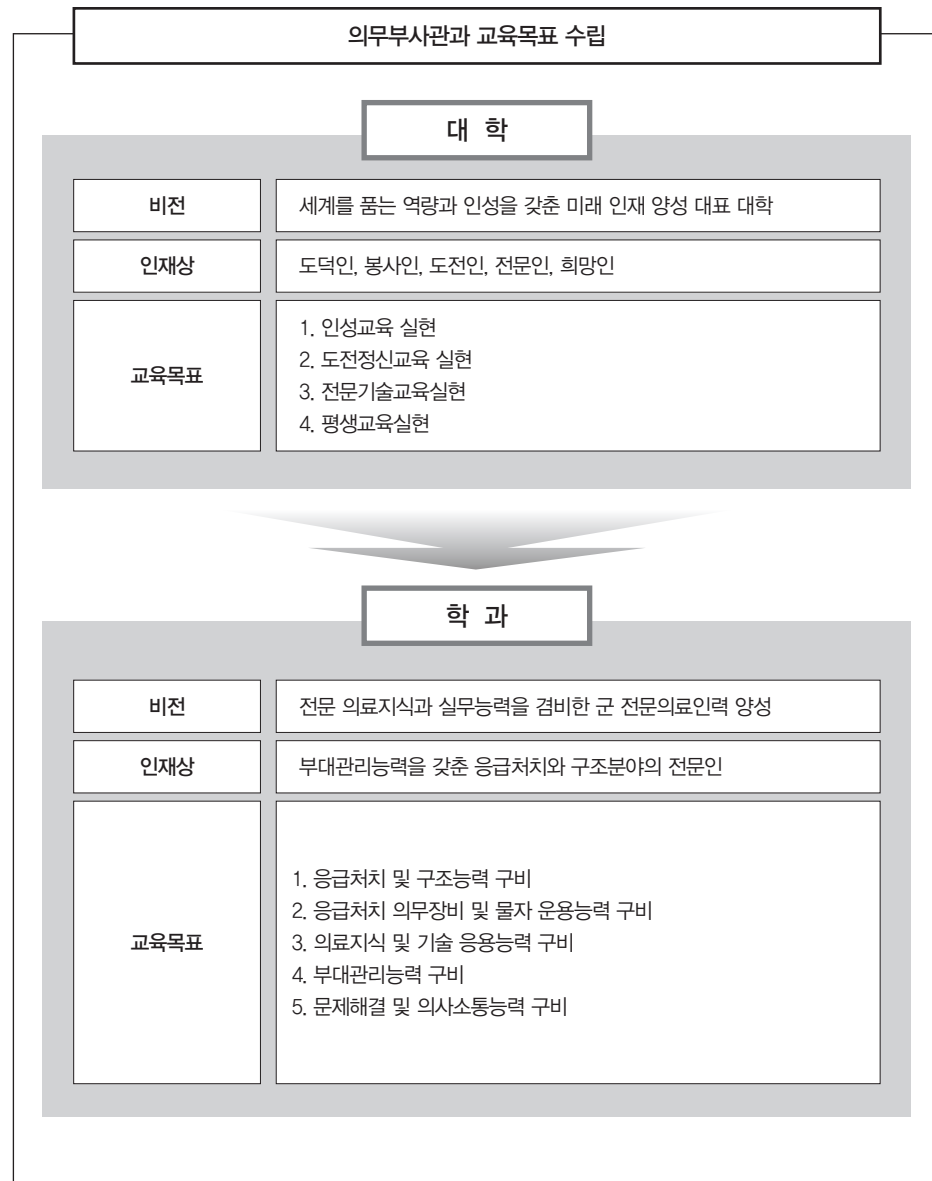 의무부사관과 교육목표 수립
대 학
비전
세계를 품는 역량과 인성을 갖춘 미래 인재 양성 대표 대학
인재상
도덕인, 봉사인, 도전인, 전문인, 희망인
교육목표
1. 인성교육 실현
2. 도전정신교육 실현
3. 전문기술교육실현
4. 평생교육실현
학 과
비전
전문 의료지식과 실무능력을 겸비한 군 전문의료인력 양성
인재상
부대관리능력을 갖춘 응급처치와 구조분야의 전문인
교육목표
1. 응급처치 및 구조능력 구비
2. 응급처치 의무장비 및 물자 운용능력 구비
3. 의료지식 및 기술 응용능력 구비
4. 부대관리능력 구비
5. 문제해결 및 의사소통능력 구비